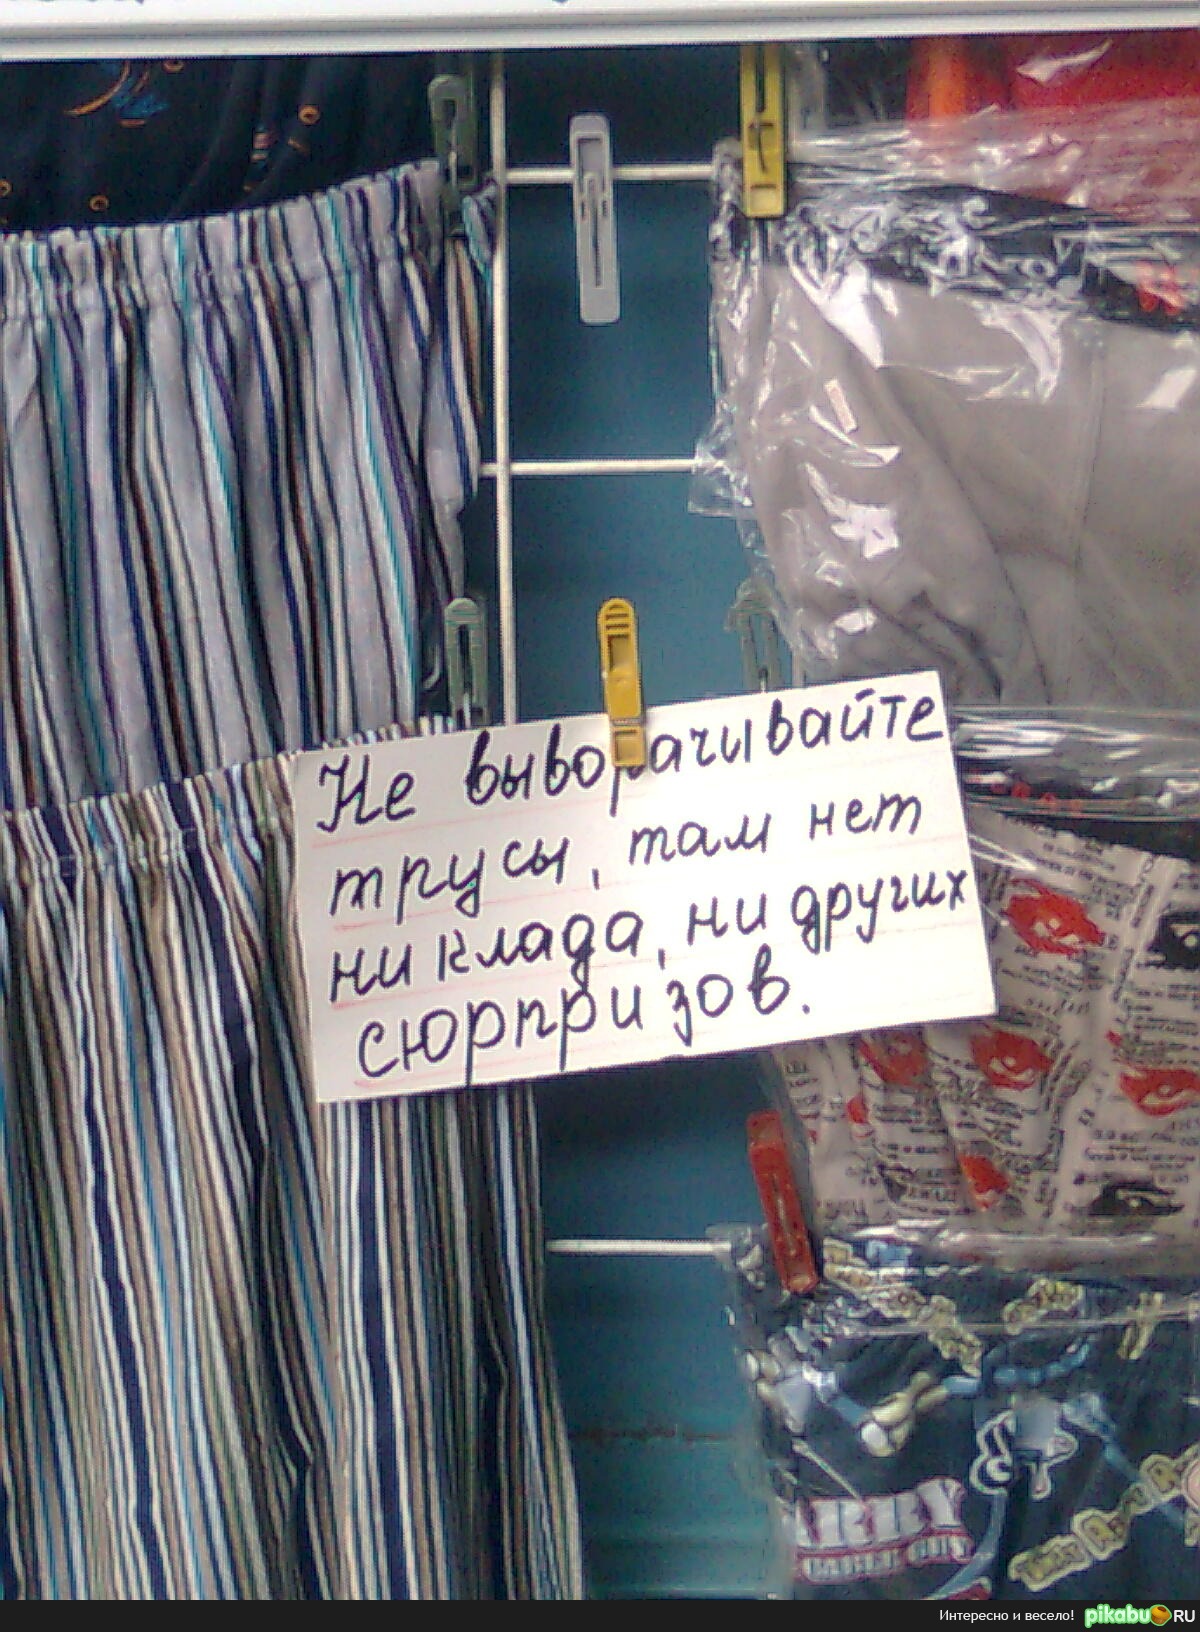 Не выворачивайте
трусы, там нет
ни клада, ни других
сюрпризов.
Интересно и весело! pikabu.RU